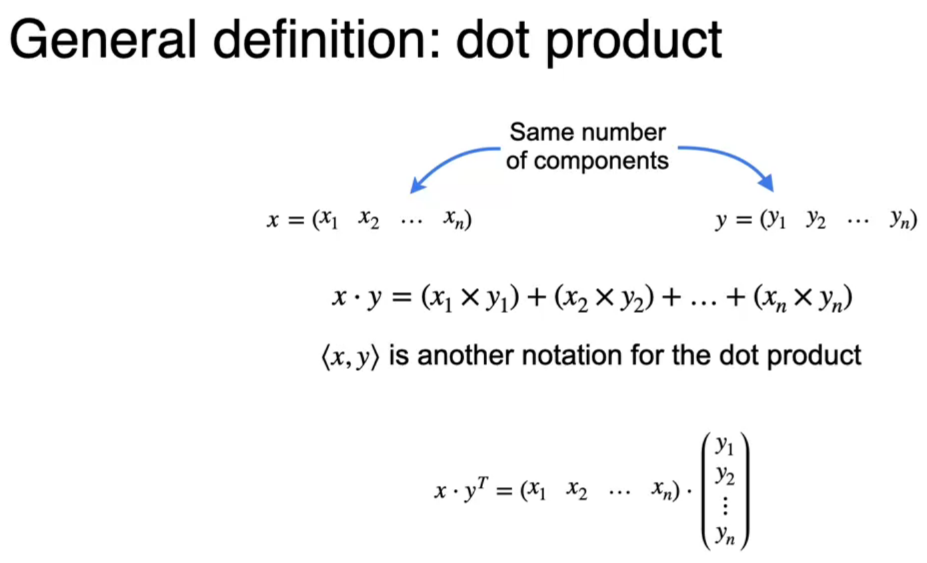 General definition: dot product
Same number
of components
x = (x₁ x₂ … xₙ) y = (y₁ y₂ … yₙ)
x · y = (x₁ × y₁) + (x₂ × y₂) + … + (xₙ × yₙ)
⟨x, y⟩ is another notation for the dot product
x · yᵀ = (x₁ x₂ … xₙ) ·
y₁
y₂
⋮
yₙ